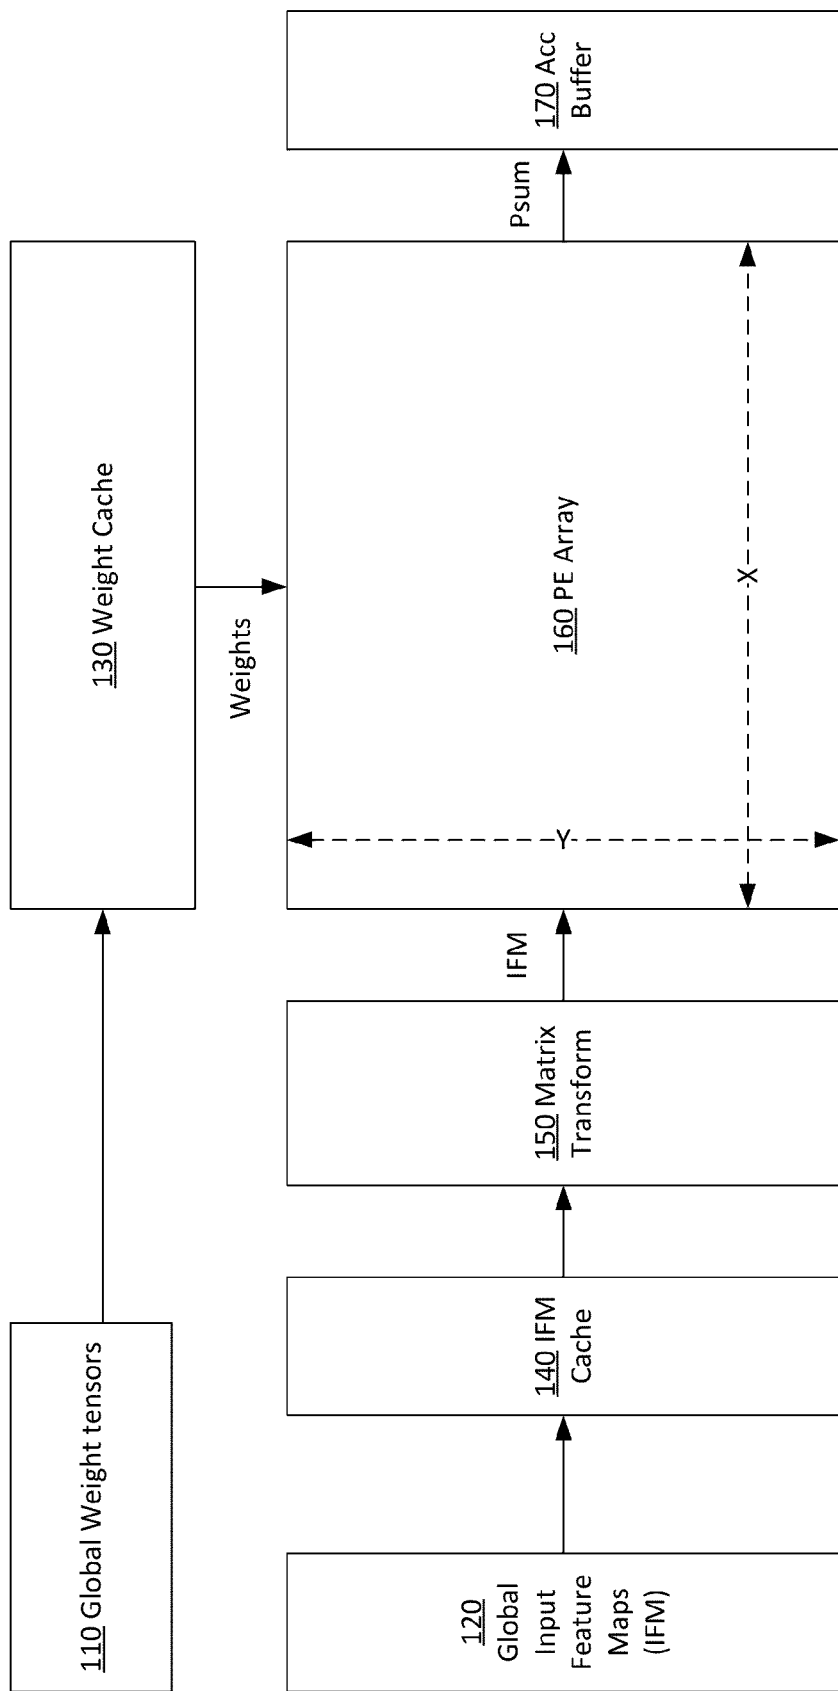 110 Global Weight tensors
130 Weight Cache
Weights
120
Global
Input
Feature
Maps
(IFM)
140 IFM
Cache
150 Matrix
Transform
IFM
Y
160 PE Array
X
Psum
170 Acc
Buffer